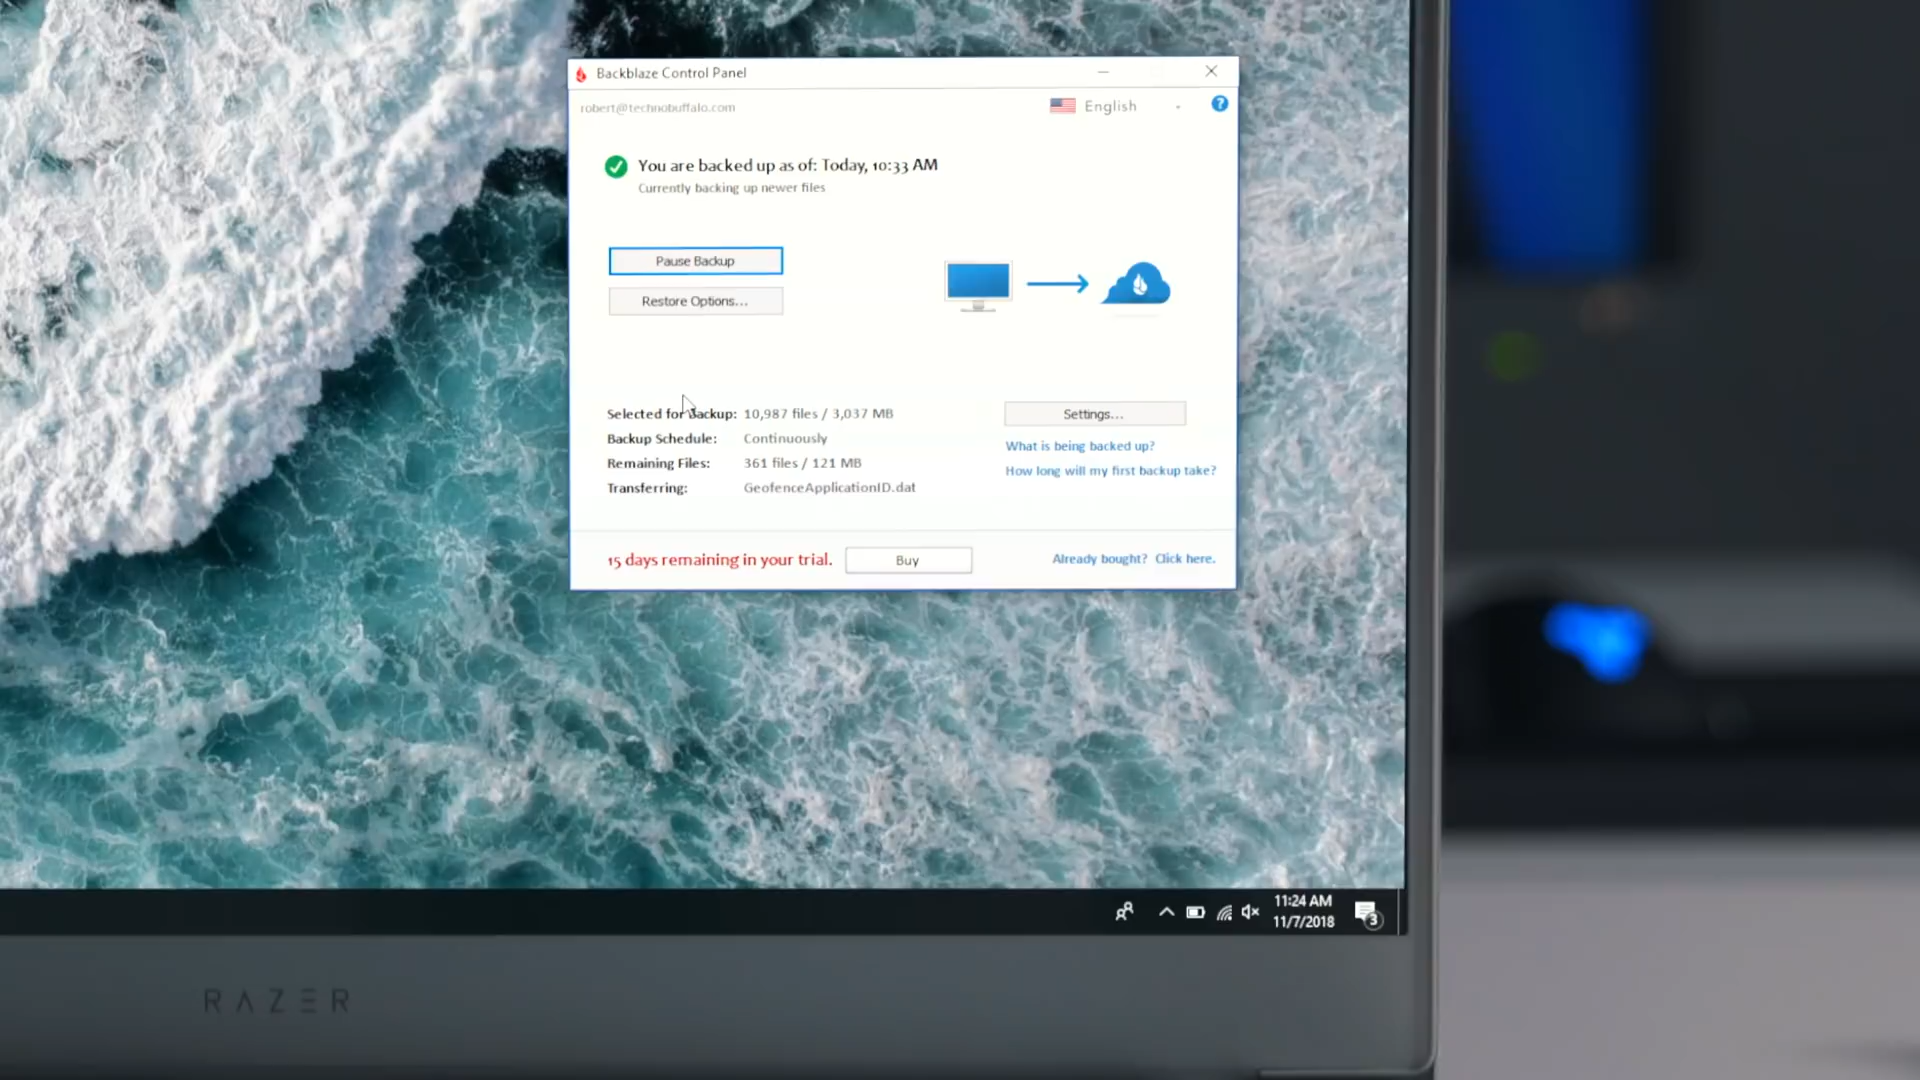 Backblaze Control Panel
robert@technobuffalo.com
English
?
You are backed up as of: Today, 10:33 AM
Currently backing up newer files
Pause Backup
Restore Options...
Selected for Backup: 10,987 files / 3,037 MB
Settings...
Backup Schedule: Continuously
What is being backed up?
Remaining Files: 361 files / 121 MB
How long will my first backup take?
Transferring: GeofenceApplicationID.dat
15 days remaining in your trial.
Buy
Already bought? Click here.
11:24 AM
11/7/2018
3
RAZER